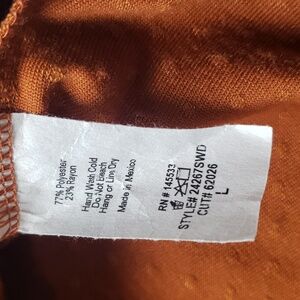 77% Polyester
23% Rayon
Hand Wash Cold
Do Not Bleach
Hang or Line Dry
Made in Mexico
RN # 145533
STYLE# 24267SWD
CUT# 62026
L